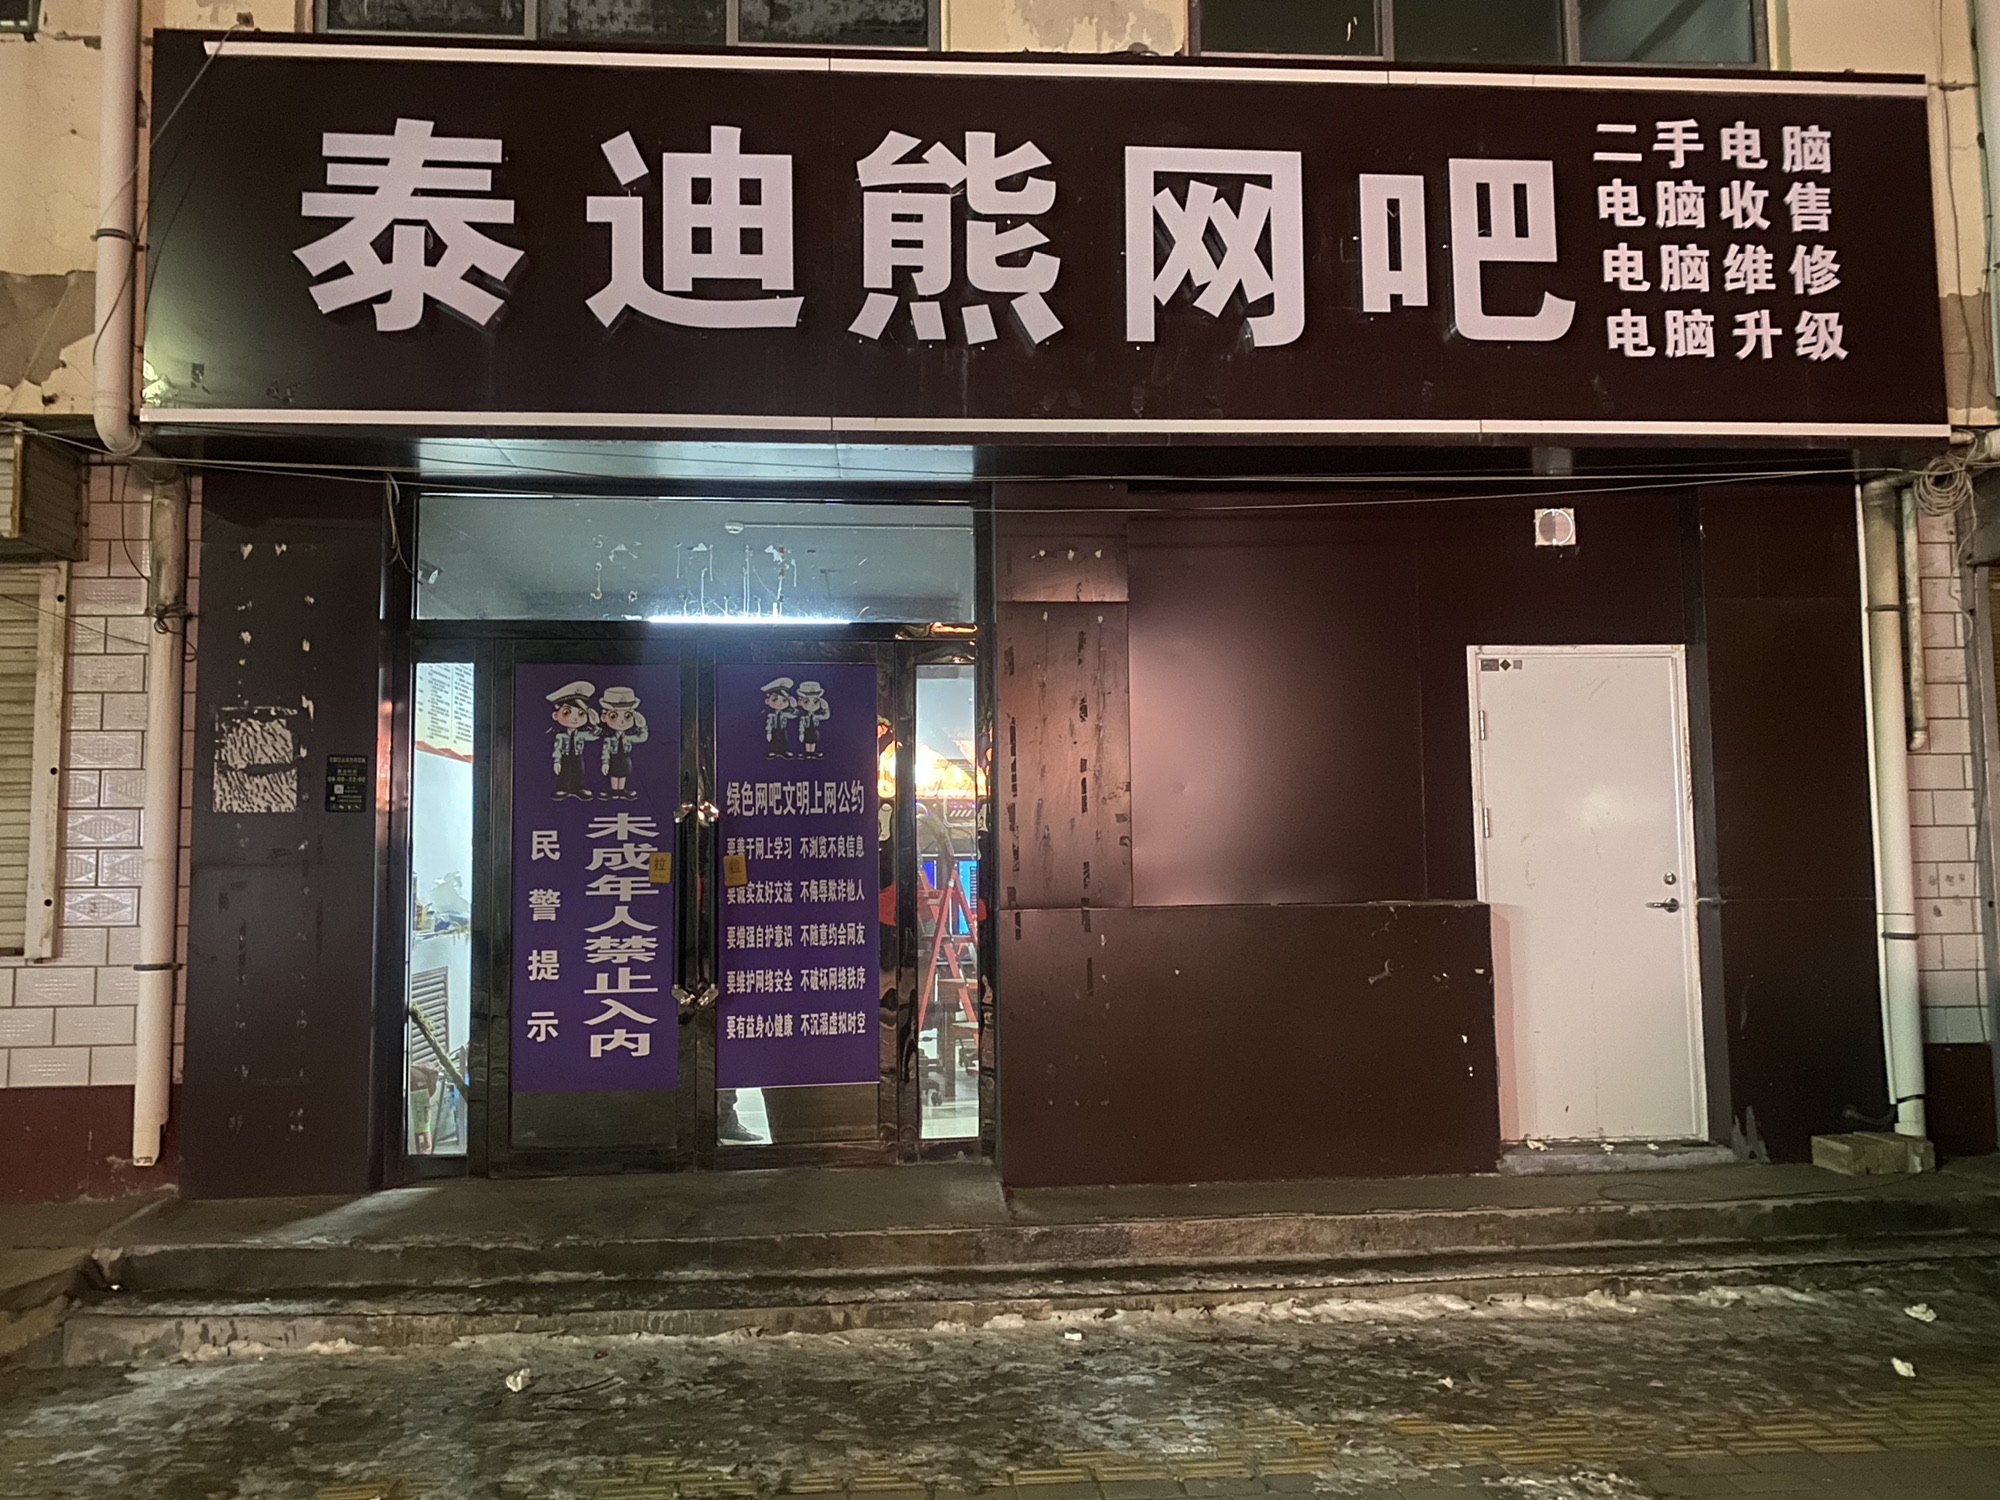 泰迪熊网吧
二手电脑
电脑收售
电脑维修
电脑升级
民警提示
未成年人禁止入内
拉
拉
绿色网吧文明上网公约
要善于网上学习 不浏览不良信息
要诚实友好交流 不侮辱欺诈他人
要增强自护意识 不随意约会网友
要维护网络安全 不破坏网络秩序
要有益身心健康 不沉溺虚拟时空
08:00-22:00